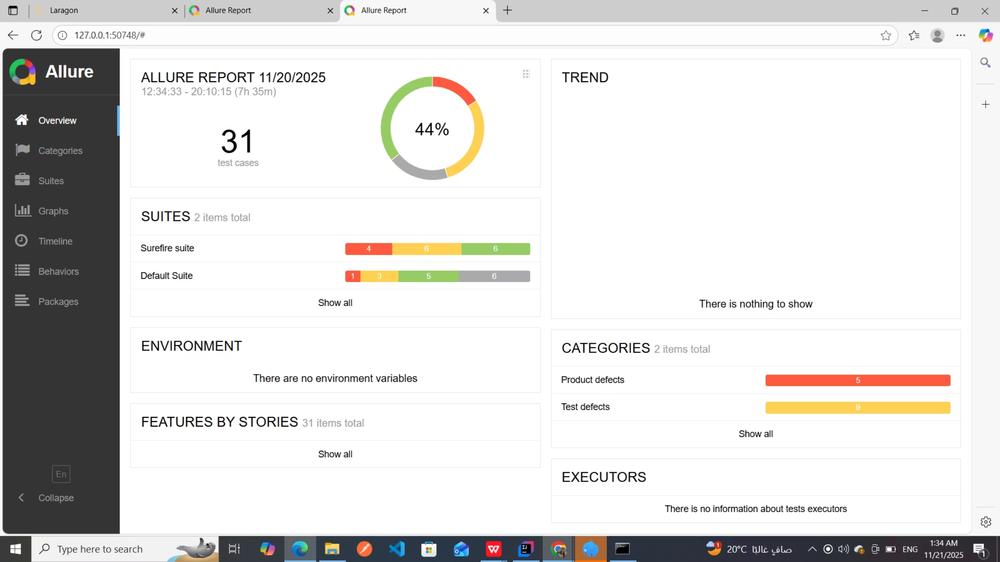 Laragon
Allure Report
Allure Report
127.0.0.1:50748/#
Allure
Overview
Categories
Suites
Graphs
Timeline
Behaviors
Packages
En
Collapse
ALLURE REPORT 11/20/2025
12:34:33 - 20:10:15 (7h 35m)
31
test cases
44%
SUITES 2 items total
Surefire suite 4 6 6
Default Suite 1 3 5 6
Show all
ENVIRONMENT
There are no environment variables
FEATURES BY STORIES 31 items total
Show all
TREND
There is nothing to show
CATEGORIES 2 items total
Product defects 5
Test defects 9
Show all
EXECUTORS
There is no information about tests executors
Type here to search
IJ
1
20°C صافٍ غالبًا
ENG
1:34 AM
11/21/2025
1